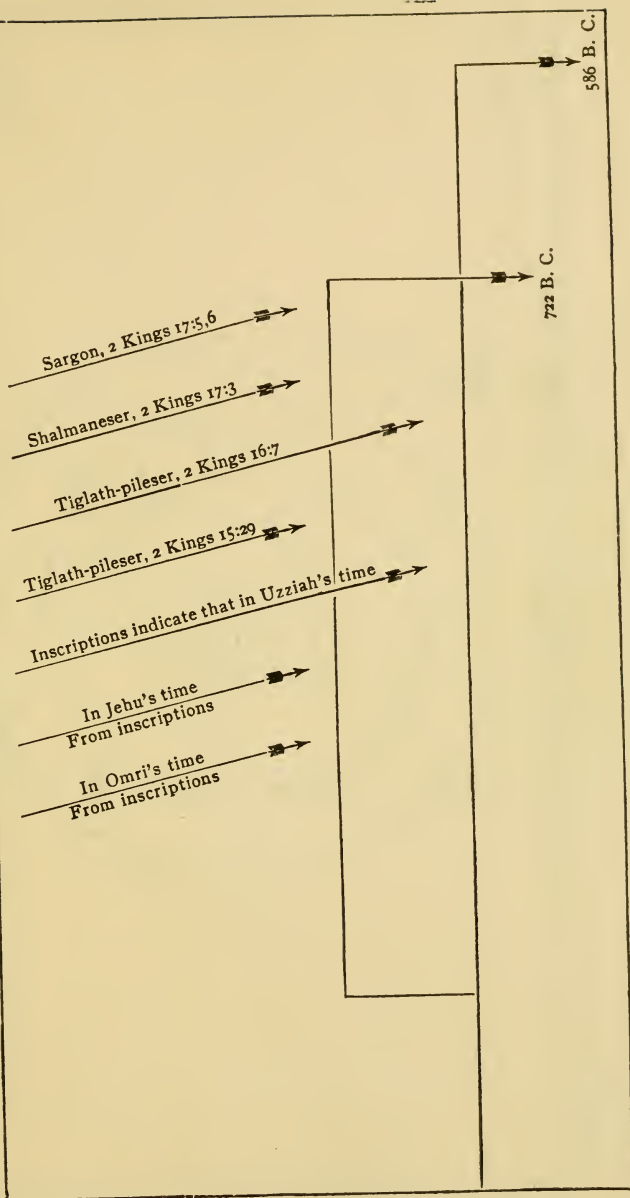 586 B. C.
722 B. C.
Sargon, 2 Kings 17:5,6
Shalmaneser, 2 Kings 17:3
Tiglath-pileser, 2 Kings 16:7
Tiglath-pileser, 2 Kings 15:29
Inscriptions indicate that in Uzziah's time
In Jehu's time
From inscriptions
In Omri's time
From inscriptions